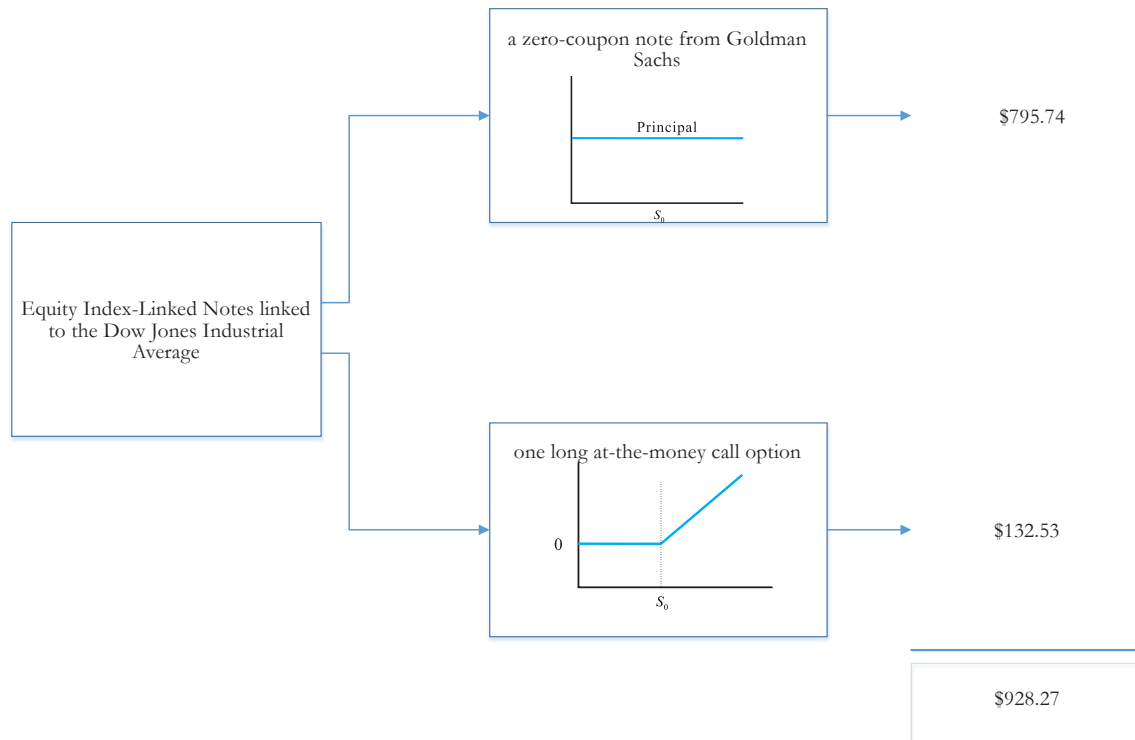 a zero-coupon note from Goldman
Sachs
Principal
S0
$795.74
Equity Index-Linked Notes linked
to the Dow Jones Industrial
Average
one long at-the-money call option
0
S0
$132.53
$928.27